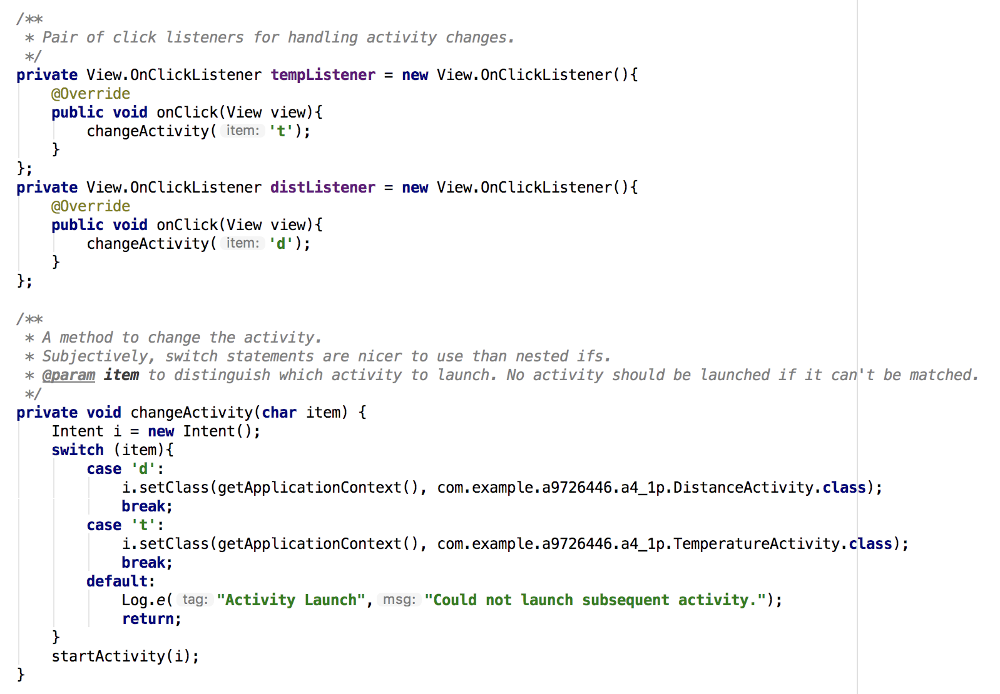 /**
 * Pair of click listeners for handling activity changes.
 */
private View.OnClickListener tempListener = new View.OnClickListener(){
    @Override
    public void onClick(View view){
        changeActivity( item: 't');
    }
};
private View.OnClickListener distListener = new View.OnClickListener(){
    @Override
    public void onClick(View view){
        changeActivity( item: 'd');
    }
};

/**
 * A method to change the activity.
 * Subjectively, switch statements are nicer to use than nested ifs.
 * @param item to distinguish which activity to launch. No activity should be launched if it can't be matched.
 */
private void changeActivity(char item) {
    Intent i = new Intent();
    switch (item){
        case 'd':
            i.setClass(getApplicationContext(), com.example.a9726446.a4_1p.DistanceActivity.class);
            break;
        case 't':
            i.setClass(getApplicationContext(), com.example.a9726446.a4_1p.TemperatureActivity.class);
            break;
        default:
            Log.e( tag: "Activity Launch", msg: "Could not launch subsequent activity.");
            return;
    }
    startActivity(i);
}